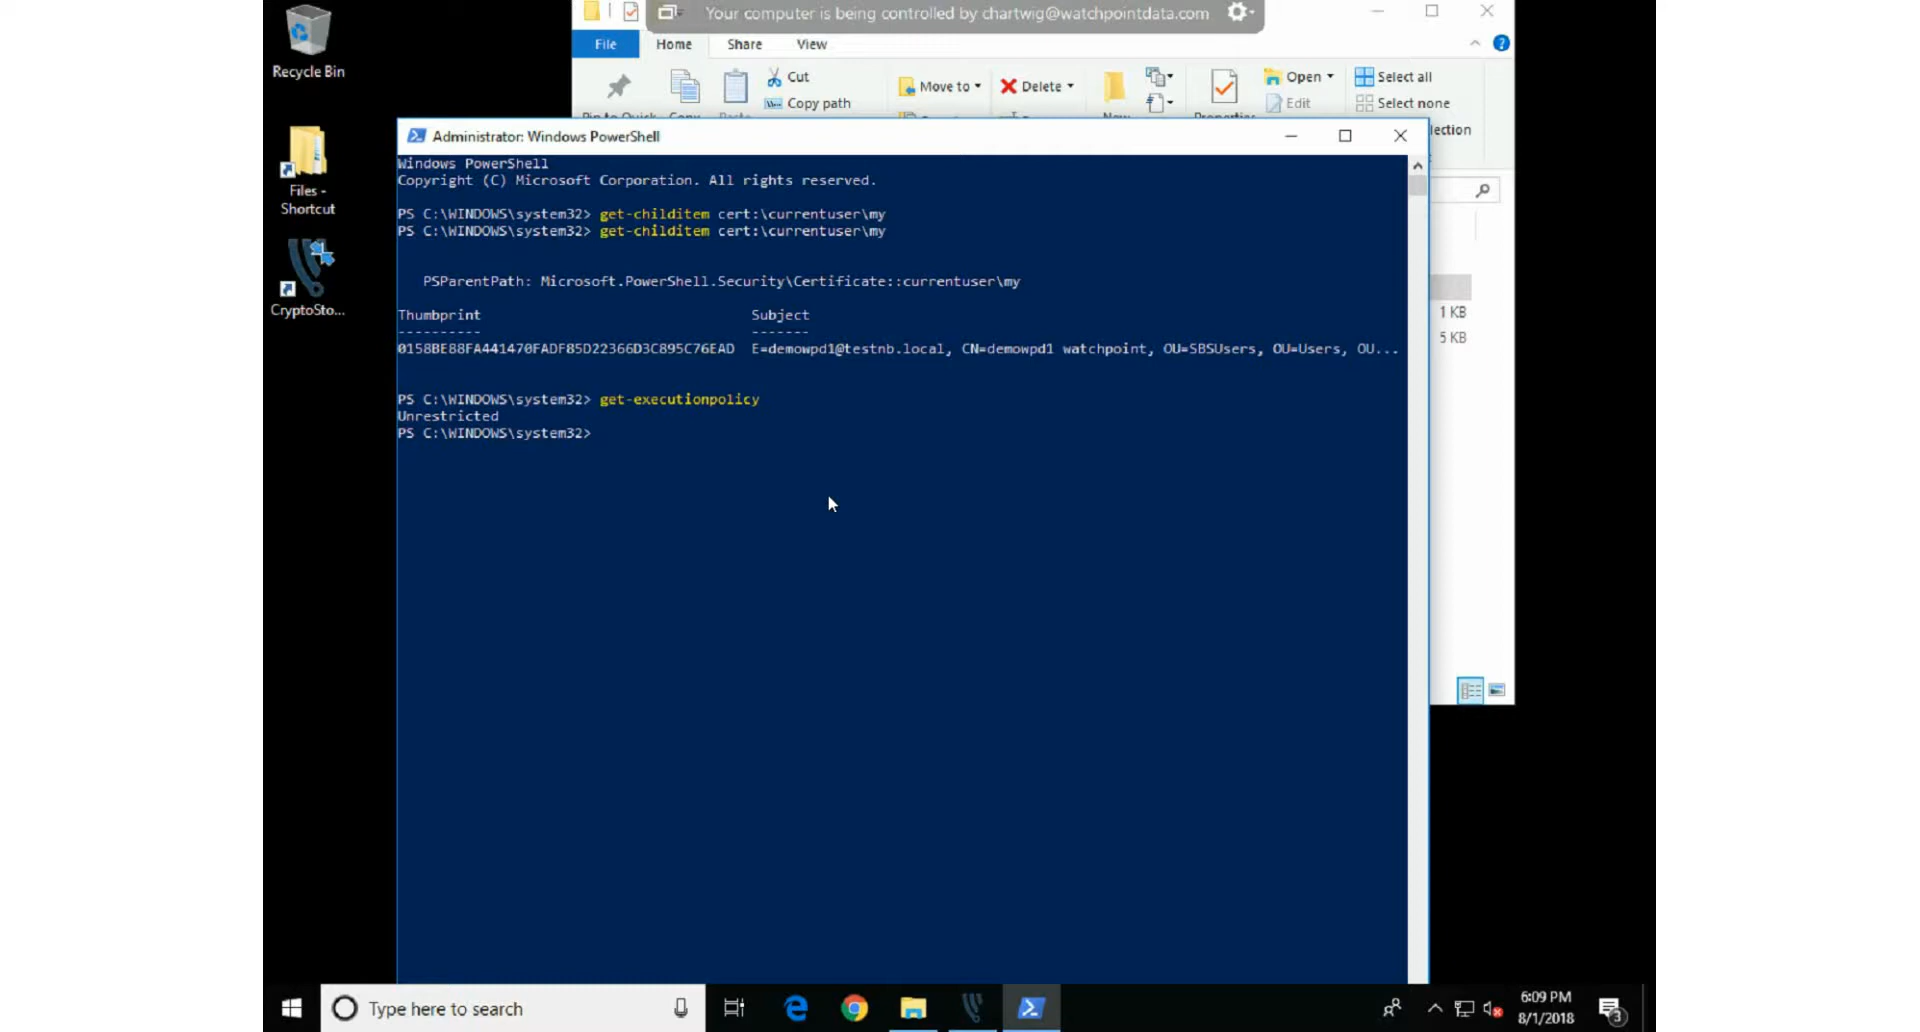 Recycle Bin
Files -
Shortcut
CryptoSto...
Your computer is being controlled by chartwig@watchpointdata.com
File
Home
Share
View
Cut
Copy path
Move to
Delete
Open
Edit
Select all
Select none
1 KB
5 KB
Administrator: Windows PowerShell
Windows PowerShell
Copyright (C) Microsoft Corporation. All rights reserved.
PS C:\WINDOWS\system32> get-childitem cert:\currentuser\my
PS C:\WINDOWS\system32> get-childitem cert:\currentuser\my
PSParentPath: Microsoft.PowerShell.Security\Certificate::currentuser\my
Thumbprint Subject
---------- -------
0158BE88FA441470FADF85D22366D3C895C76EAD E=demowpd1@testnb.local, CN=demowpd1 watchpoint, OU=SBSUsers, OU=Users, OU...
PS C:\WINDOWS\system32> get-executionpolicy
Unrestricted
PS C:\WINDOWS\system32>
Type here to search
6:09 PM
8/1/2018
3